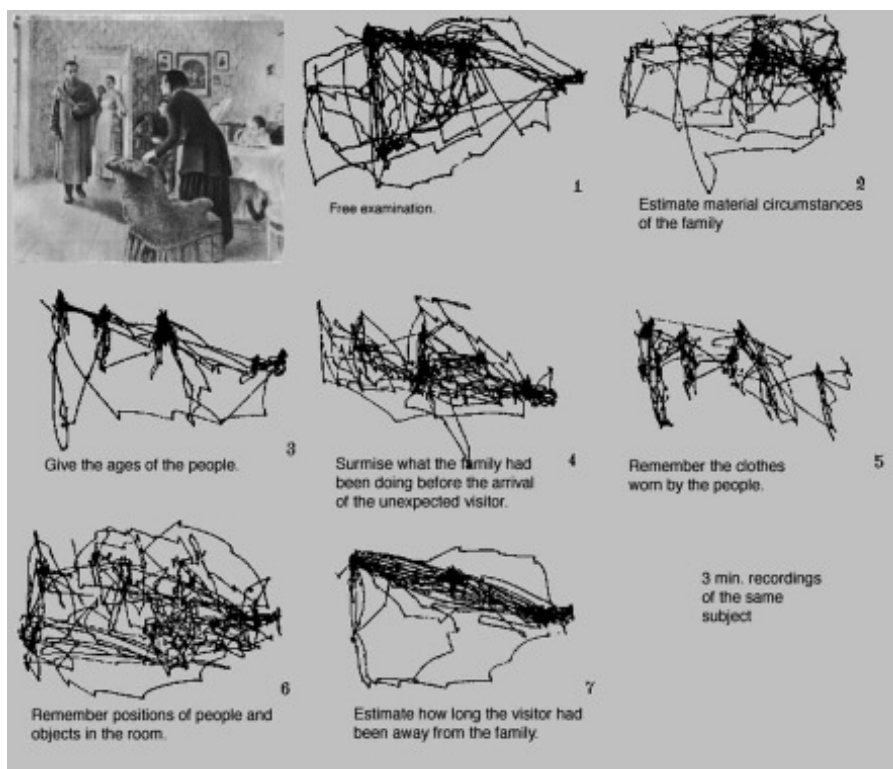 1
Free examination.
2
Estimate material circumstances
of the family
3
Give the ages of the people.
4
Surmise what the family had
been doing before the arrival
of the unexpected visitor.
5
Remember the clothes
worn by the people.
6
Remember positions of people and
objects in the room.
7
Estimate how long the visitor had
been away from the family.
3 min. recordings
of the same
subject